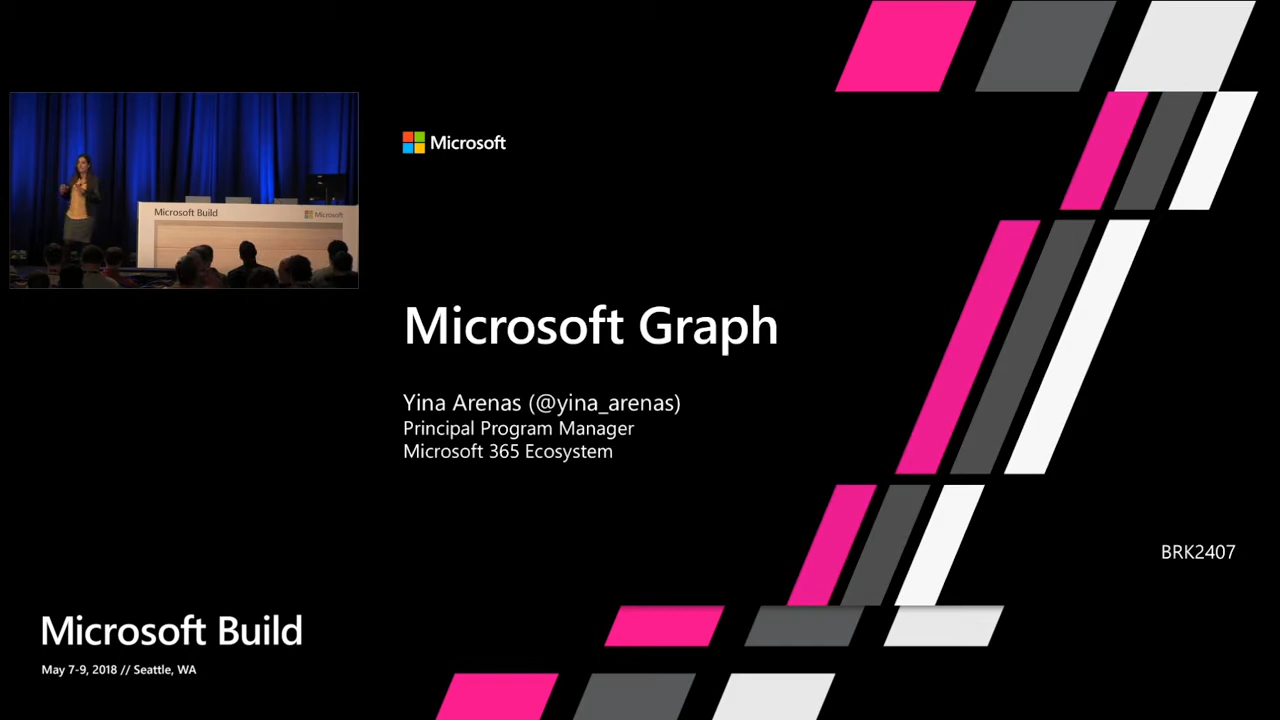 Microsoft
Microsoft Build
Microsoft
Microsoft Graph
Yina Arenas (@yina_arenas)
Principal Program Manager
Microsoft 365 Ecosystem
BRK2407
Microsoft Build
May 7-9, 2018 // Seattle, WA